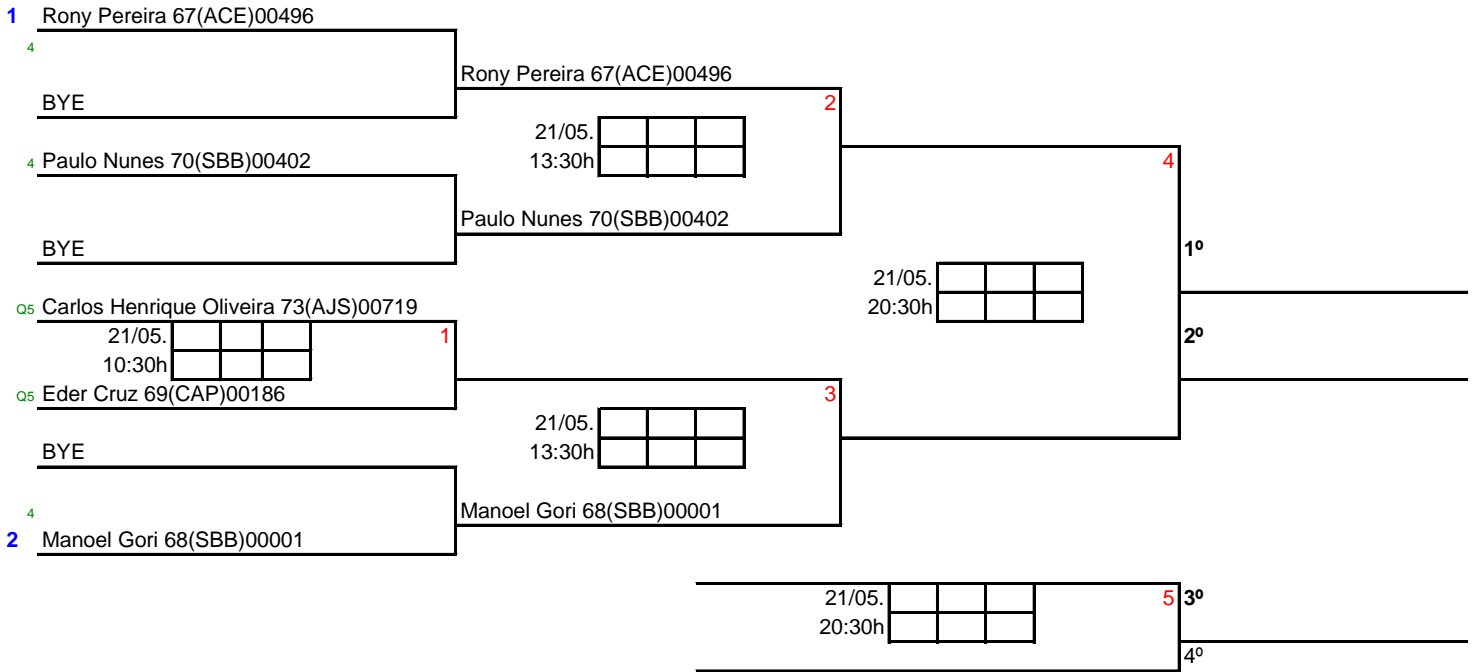 1 Rony Pereira 67(ACE)00496
4
Rony Pereira 67(ACE)00496
BYE
2
21/05.
13:30h
4 Paulo Nunes 70(SBB)00402
4
Paulo Nunes 70(SBB)00402
BYE
1º
21/05.
20:30h
Q5 Carlos Henrique Oliveira 73(AJS)00719
21/05.
10:30h
1
2º
Q5 Eder Cruz 69(CAP)00186
3
21/05.
13:30h
BYE
4
Manoel Gori 68(SBB)00001
2 Manoel Gori 68(SBB)00001
21/05.
20:30h
5
3º
4º